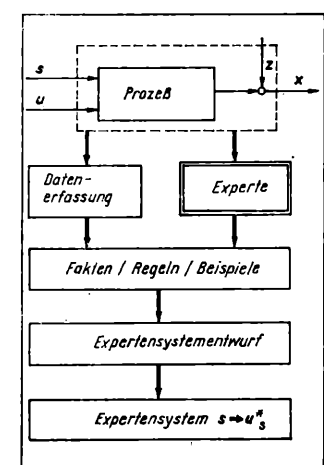 s
u
Prozeß
z
x
Daten-
erfassung
Experte
Fakten / Regeln / Beispiele
Expertensystementwurf
Expertensystem s ⇒ u*s